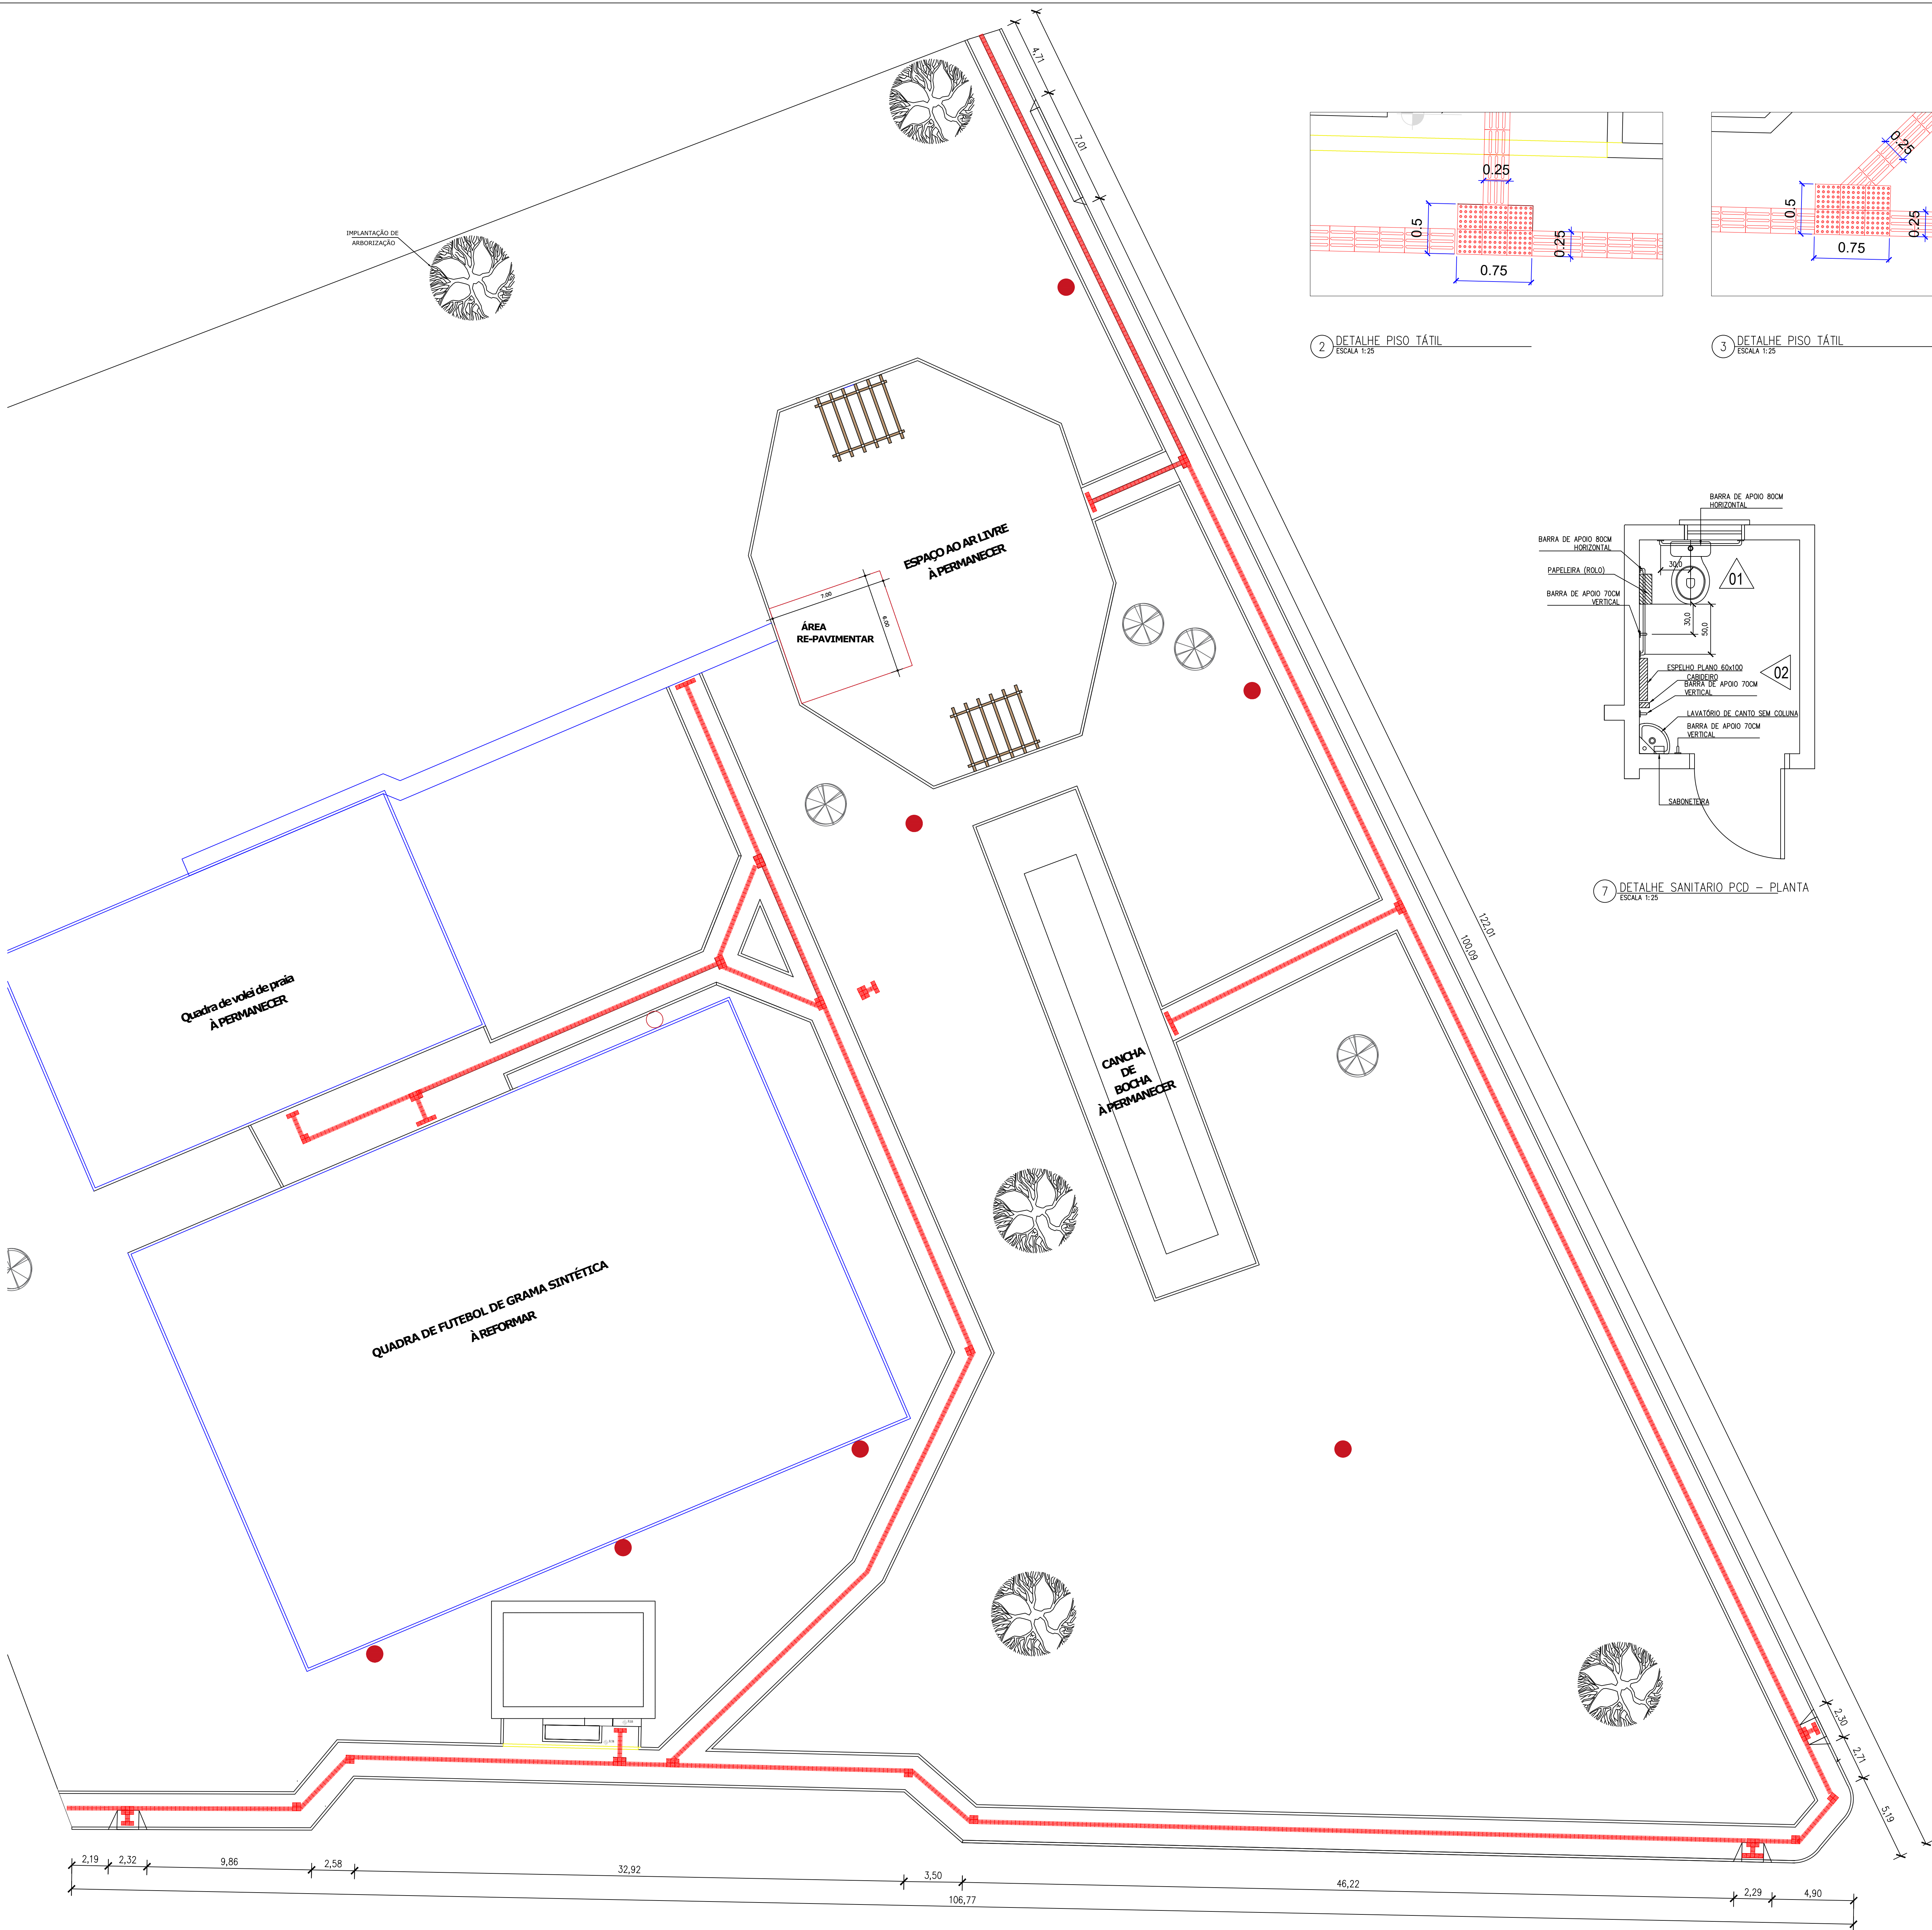 4,71
7,01
IMPLANTAÇÃO DE
ARBORIZAÇÃO
0.25
0.5
0.25
0.75
2 DETALHE PISO TÁTIL
ESCALA 1:25
0.25
0.5
0.25
0.75
3 DETALHE PISO TÁTIL
ESCALA 1:25
ESPAÇO AO AR LIVRE
À PERMANECER
7.00
6.00
ÁREA
RE-PAVIMENTAR
BARRA DE APOIO 80CM
HORIZONTAL
BARRA DE APOIO 80CM
HORIZONTAL
PAPELEIRA (ROLO)
BARRA DE APOIO 70CM
VERTICAL
30,0
01
30,0
50,0
ESPELHO PLANO 60x100
CABIDEIRO
BARRA DE APOIO 70CM
VERTICAL
02
LAVATÓRIO DE CANTO SEM COLUNA
BARRA DE APOIO 70CM
VERTICAL
SABONETEIRA
7 DETALHE SANITARIO PCD - PLANTA
ESCALA 1:25
122,01
100,09
Quadra de volei de praia
À PERMANECER
CANCHA
DE
BOCHA
À PERMANECER
QUADRA DE FUTEBOL DE GRAMA SINTÉTICA
À REFORMAR
2,30
2,71
5,19
2,19
2,32
9,86
2,58
32,92
3,50
46,22
2,29
4,90
106,77